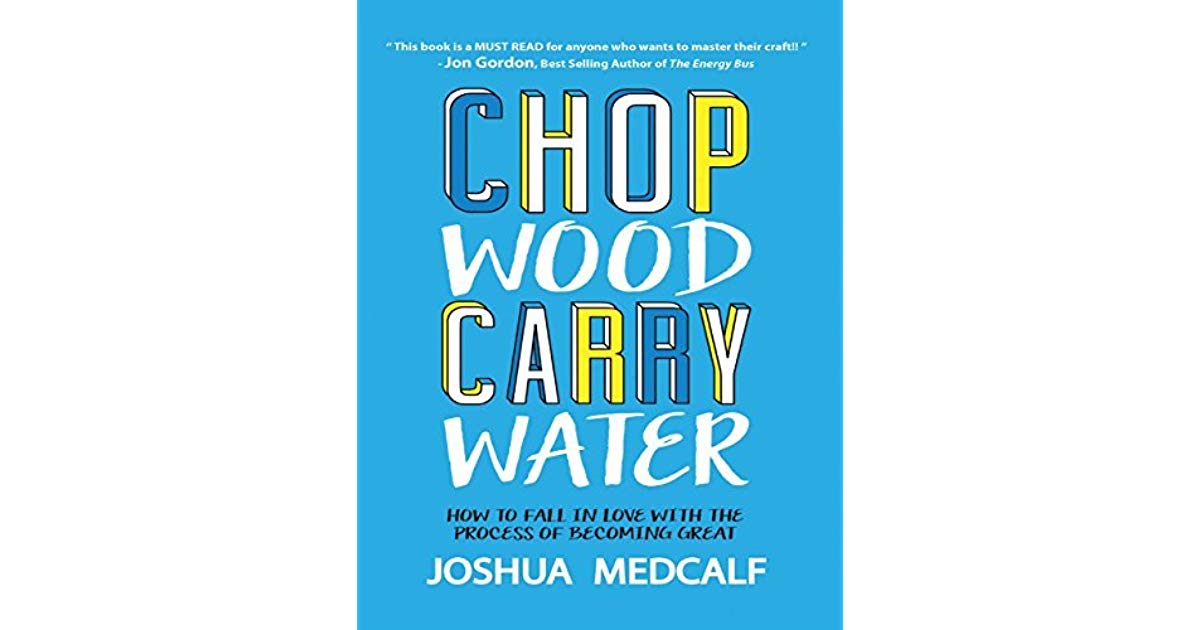 “This book is a MUST READ for anyone who wants to master their craft!!”
- Jon Gordon, Best Selling Author of The Energy Bus
CHOP
WOOD
CARRY
WATER
HOW TO FALL IN LOVE WITH THE
PROCESS OF BECOMING GREAT
JOSHUA MEDCALF